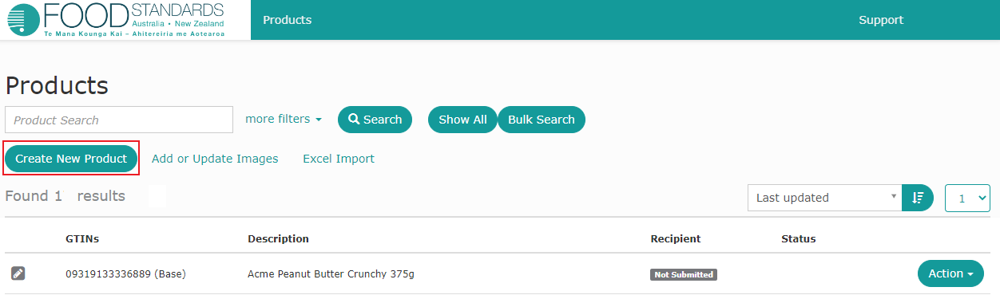 FOOD STANDARDS
Australia • New Zealand
Te Mana Kounga Kai – Ahitereiria me Aotearoa
Products
Support
Products
Product Search
more filters
Search
Show All
Bulk Search
Create New Product
Add or Update Images
Excel Import
Found 1 results
Last updated
1
GTINs Description Recipient Status
09319133336889 (Base) Acme Peanut Butter Crunchy 375g Not Submitted Action